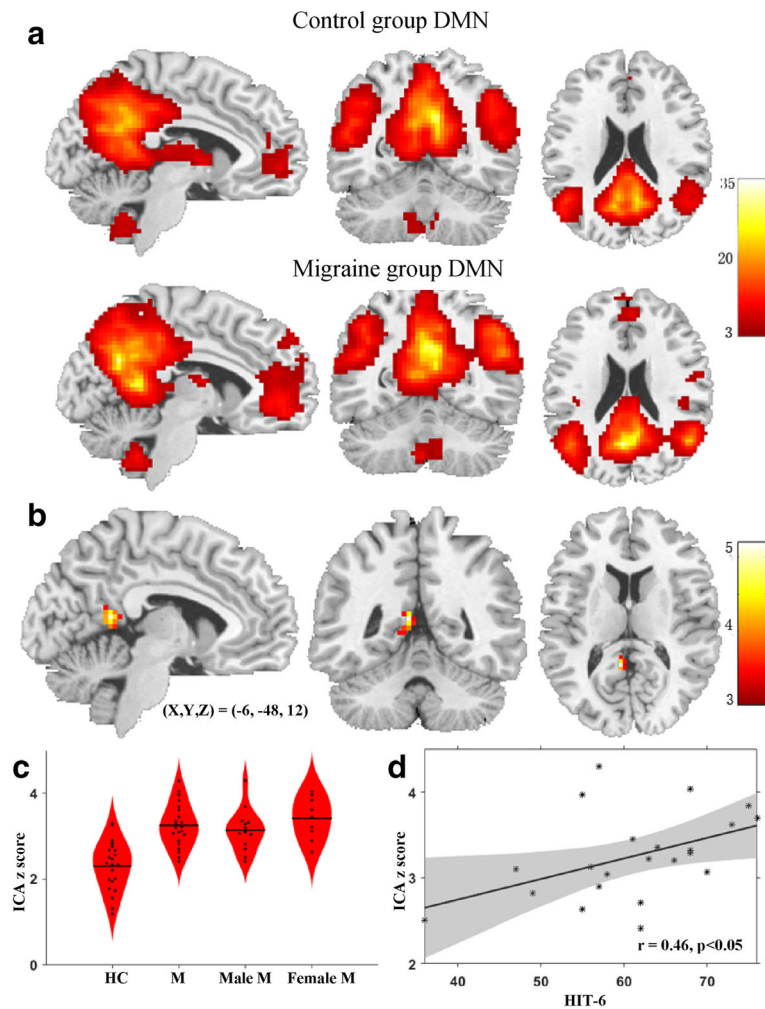 a
Control group DMN
35
20
3
Migraine group DMN
b
5
4
3
(X,Y,Z) = (-6, -48, 12)
c
ICA z score
4
2
0
HC M Male M Female M
d
ICA z score
4
3
2
r = 0.46, p<0.05
40 50 60 70
HIT-6